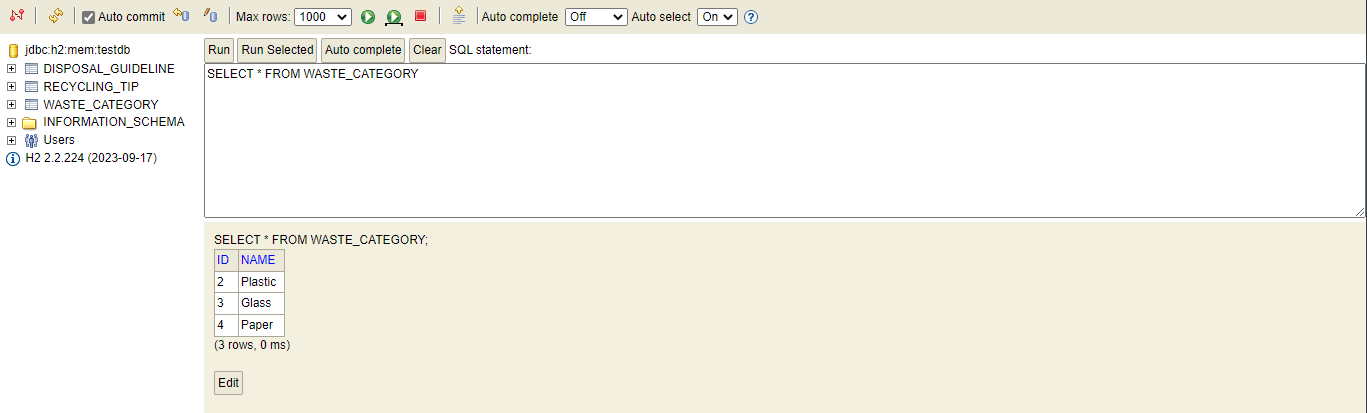 Auto commit Max rows: 1000 Auto complete Off Auto select On
jdbc:h2:mem:testdb
DISPOSAL_GUIDELINE
RECYCLING_TIP
WASTE_CATEGORY
INFORMATION_SCHEMA
Users
H2 2.2.224 (2023-09-17)
Run Run Selected Auto complete Clear SQL statement:
SELECT * FROM WASTE_CATEGORY
SELECT * FROM WASTE_CATEGORY;
ID NAME
2 Plastic
3 Glass
4 Paper
(3 rows, 0 ms)
Edit